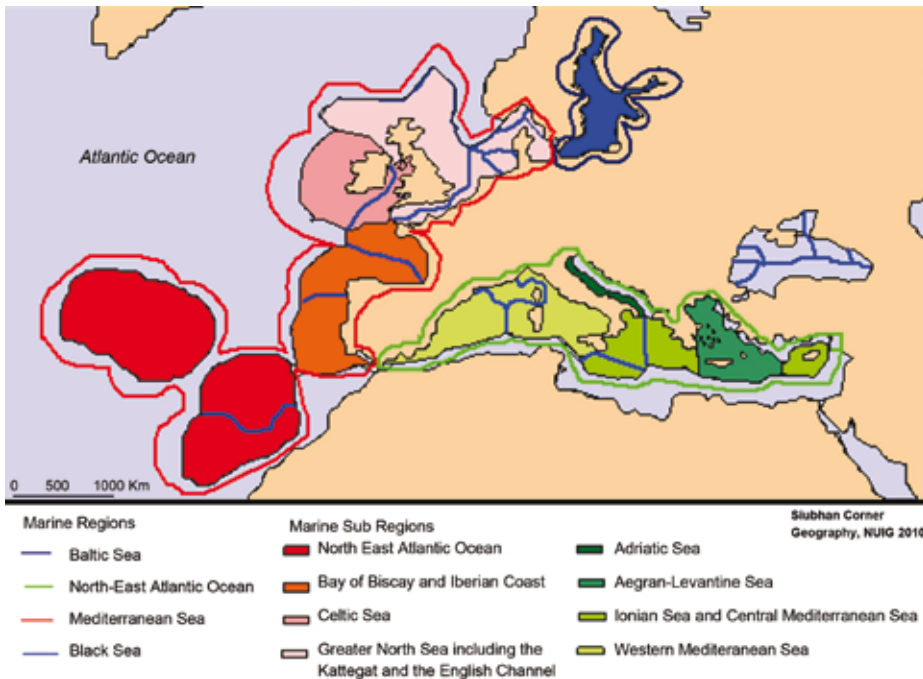 Atlantic Ocean
0 500 1000 Km
Marine Regions
Baltic Sea
North-East Atlantic Ocean
Mediterranean Sea
Black Sea
Marine Sub Regions
North East Atlantic Ocean
Bay of Biscay and Iberian Coast
Celtic Sea
Greater North Sea including the
Kattegat and the English Channel
Siubhan Corner
Geography, NUIG 2010
Adriatic Sea
Aegran-Levantine Sea
Ionian Sea and Central Mediterranean Sea
Western Mediteranean Sea